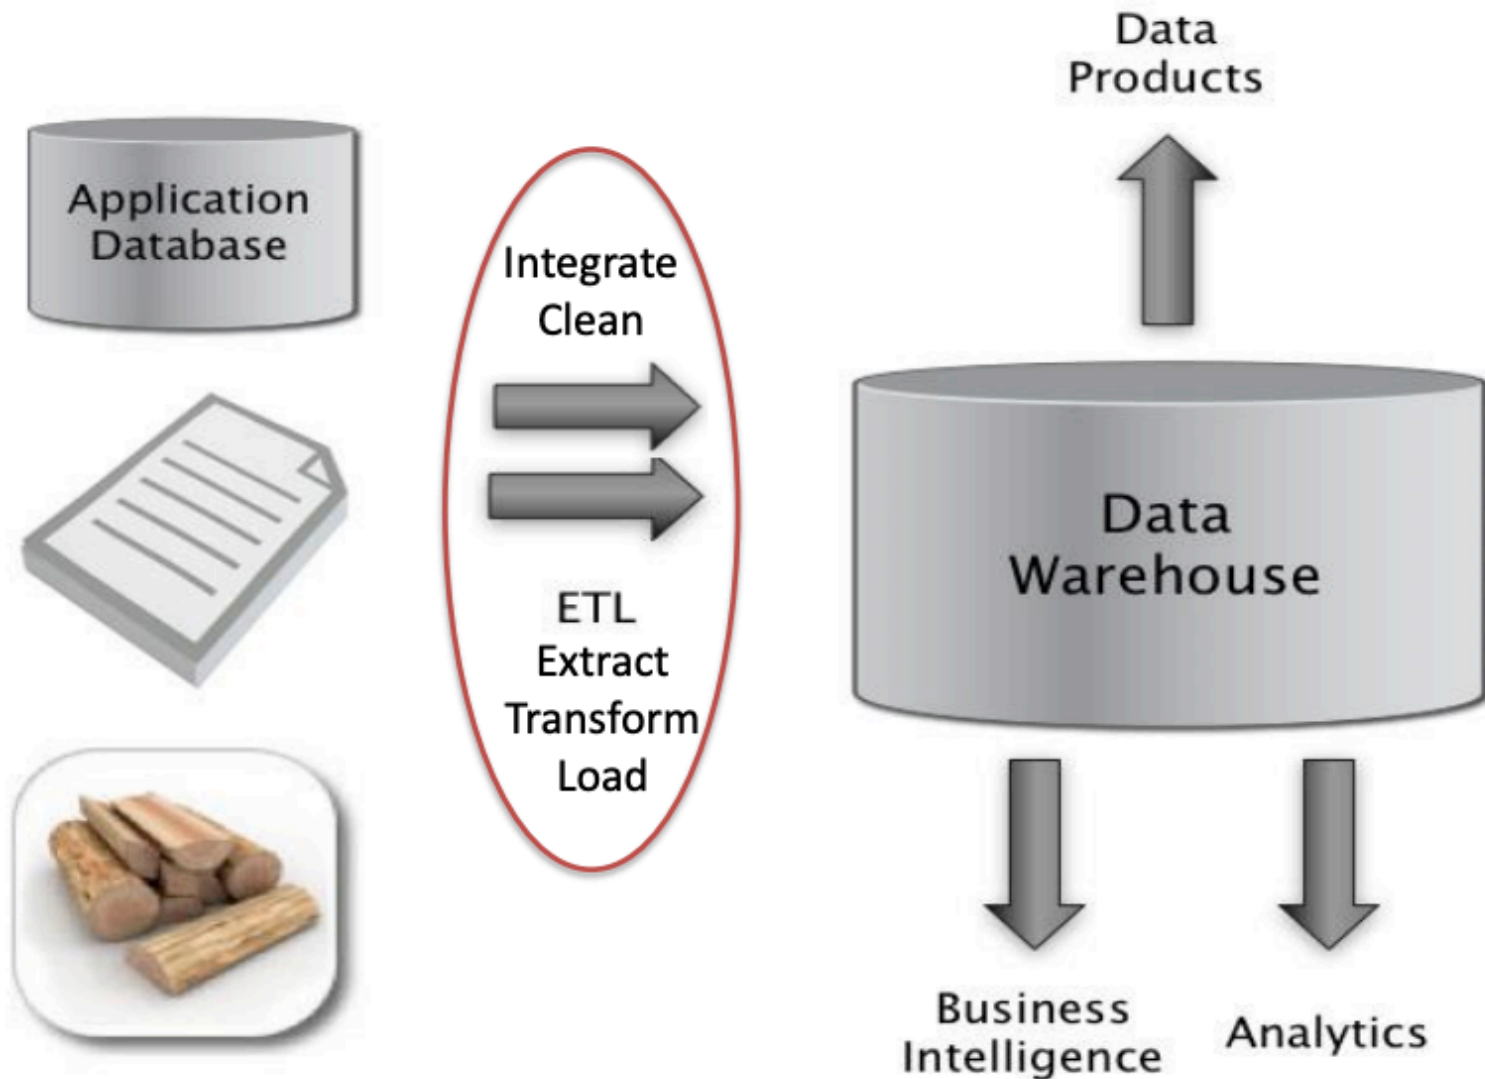 Application
Database
Integrate
Clean
ETL
Extract
Transform
Load
Data
Products
Data
Warehouse
Business
Intelligence
Analytics